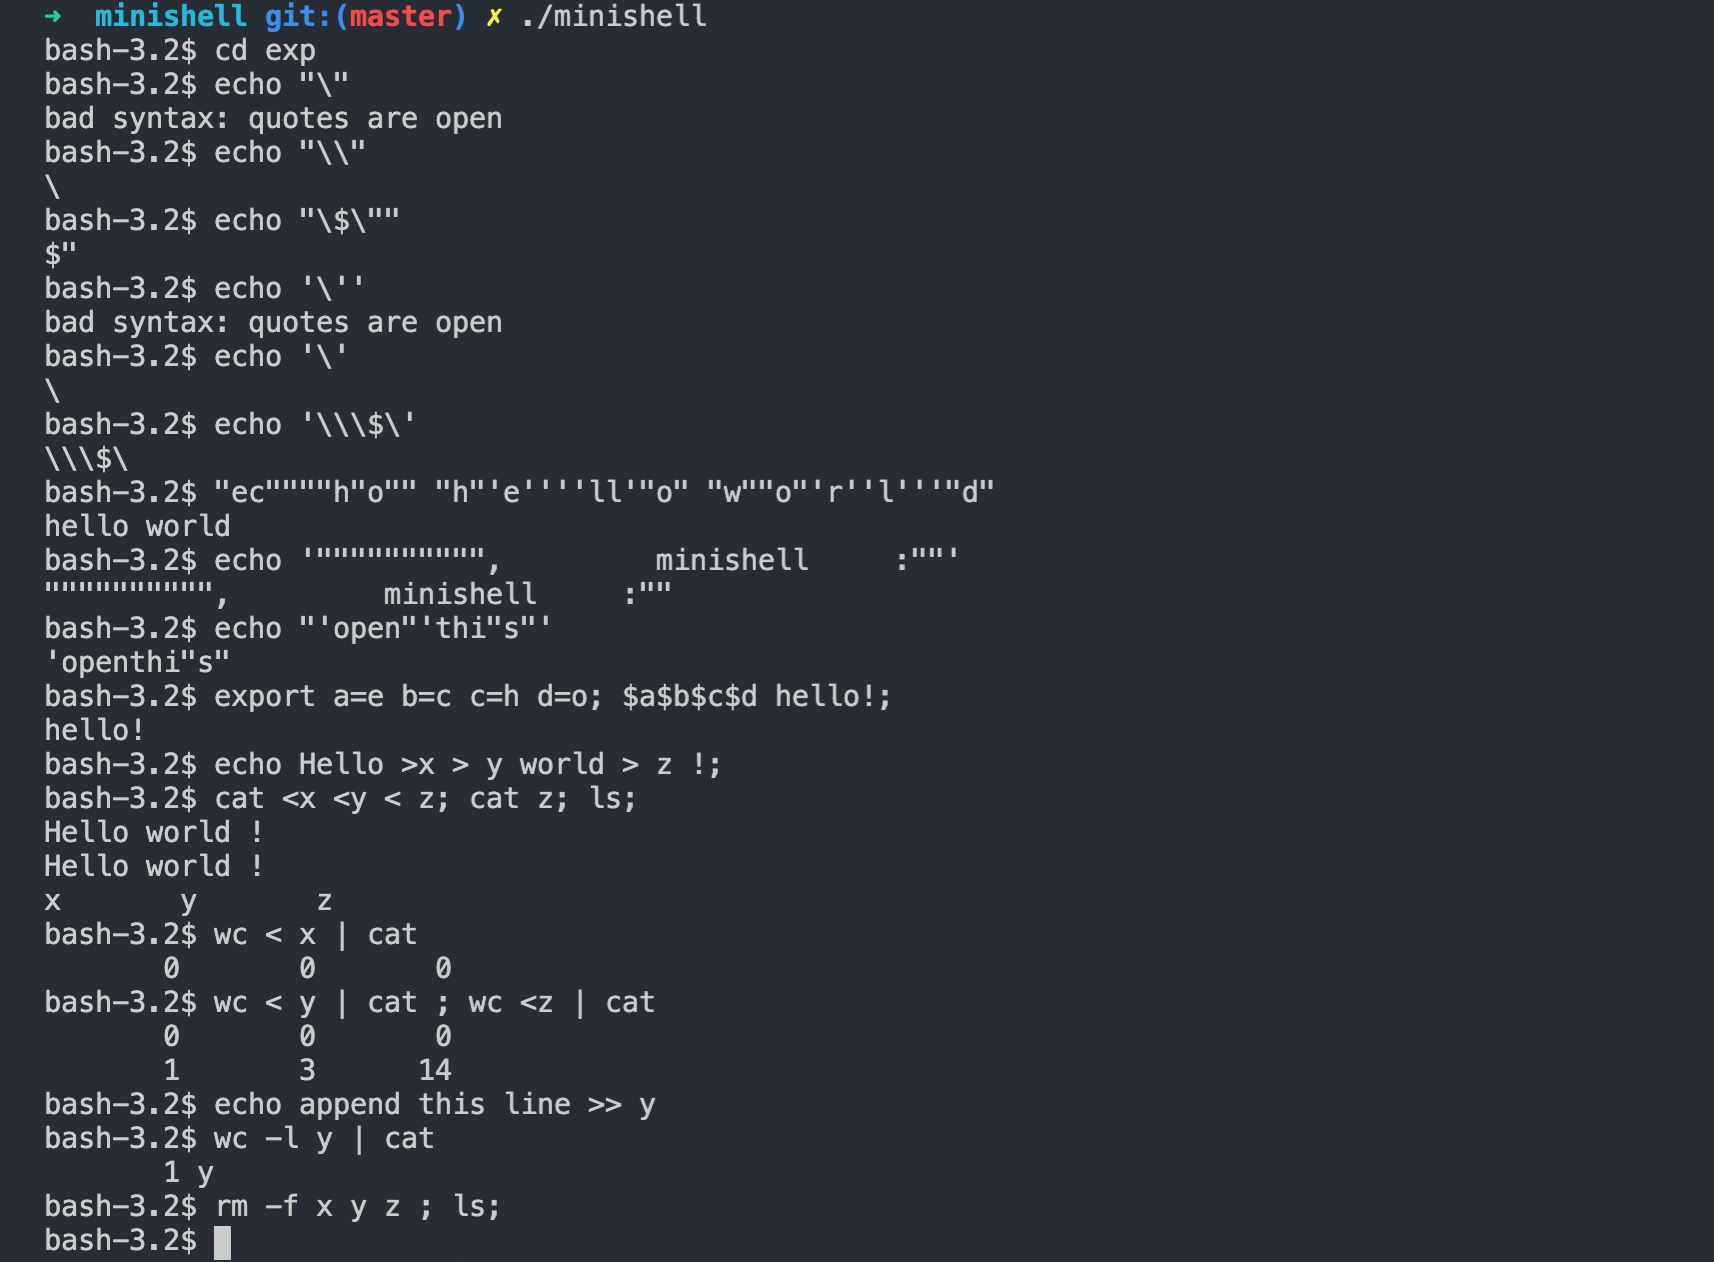 ➜  minishell git:(master) ✗ ./minishell
bash-3.2$ cd exp
bash-3.2$ echo "\"
bad syntax: quotes are open
bash-3.2$ echo "\\"
\
bash-3.2$ echo "\$\""
$"
bash-3.2$ echo '\''
bad syntax: quotes are open
bash-3.2$ echo '\'
\
bash-3.2$ echo '\\\$\'
\\\$\
bash-3.2$ "ec""""h"o"" "h"'e''''ll'"o" "w""o"'r''l'''"d"
hello world
bash-3.2$ echo '"""""""""",         minishell     :""'
"""""""""",         minishell     :""
bash-3.2$ echo "'open"'thi"s"'
'openthi"s"
bash-3.2$ export a=e b=c c=h d=o; $a$b$c$d hello!;
hello!
bash-3.2$ echo Hello >x > y world > z !;
bash-3.2$ cat <x <y < z; cat z; ls;
Hello world !
Hello world !
x       y       z
bash-3.2$ wc < x | cat
       0       0       0
bash-3.2$ wc < y | cat ; wc <z | cat
       0       0       0
       1       3      14
bash-3.2$ echo append this line >> y
bash-3.2$ wc -l y | cat
       1 y
bash-3.2$ rm -f x y z ; ls;
bash-3.2$